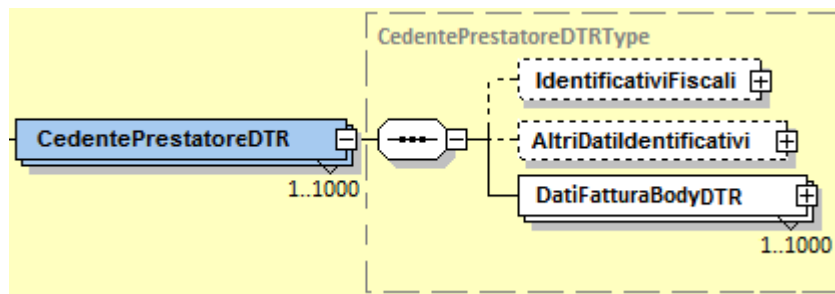 CedentePrestatoreDTRType
IdentificativiFiscali
CedentePrestatoreDTR
AltriDatiIdentificativi
1..1000
DatiFatturaBodyDTR
1..1000